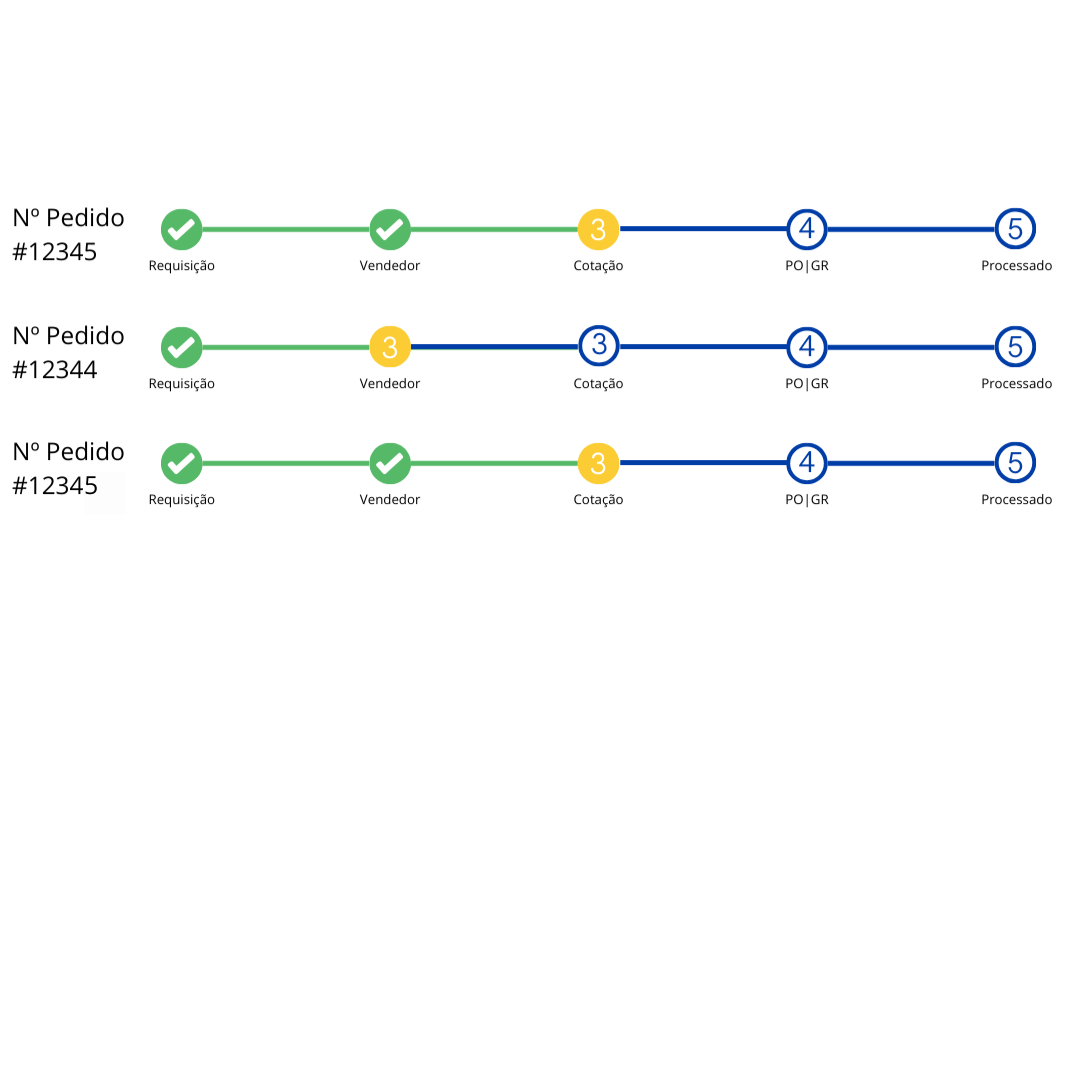 Nº Pedido
#12345
3
4
5
Requisição
Vendedor
Cotação
PO|GR
Processado
Nº Pedido
#12344
3
3
4
5
Requisição
Vendedor
Cotação
PO|GR
Processado
Nº Pedido
#12345
3
4
5
Requisição
Vendedor
Cotação
PO|GR
Processado